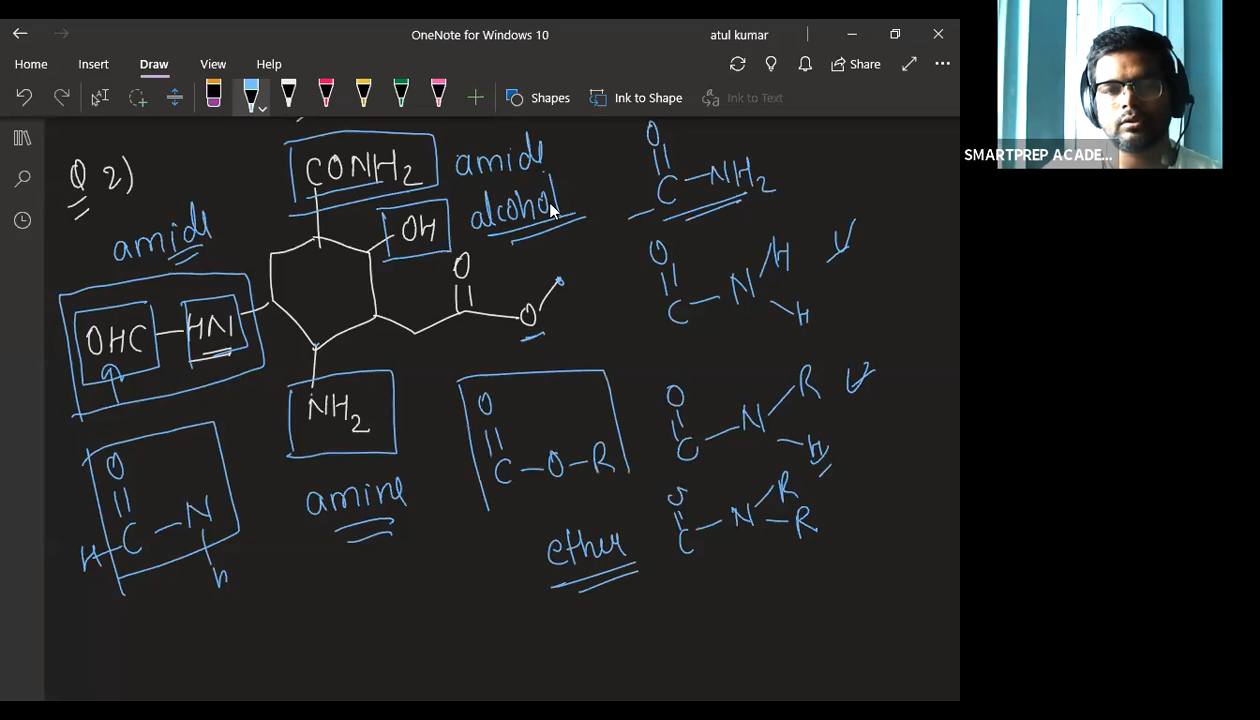 OneNote for Windows 10
atul kumar
Home Insert Draw View Help
Share
Shapes Ink to Shape Ink to Text
SMARTPREP ACADE...
Q 2)
CONH2
amide
alcohol
OH
amide
OHC HN
O
O
NH2
amine
O
C O R
ether
O
H C N
h
O
C NH2
O
C N H
H
O
C N R
H
O
C N R
R